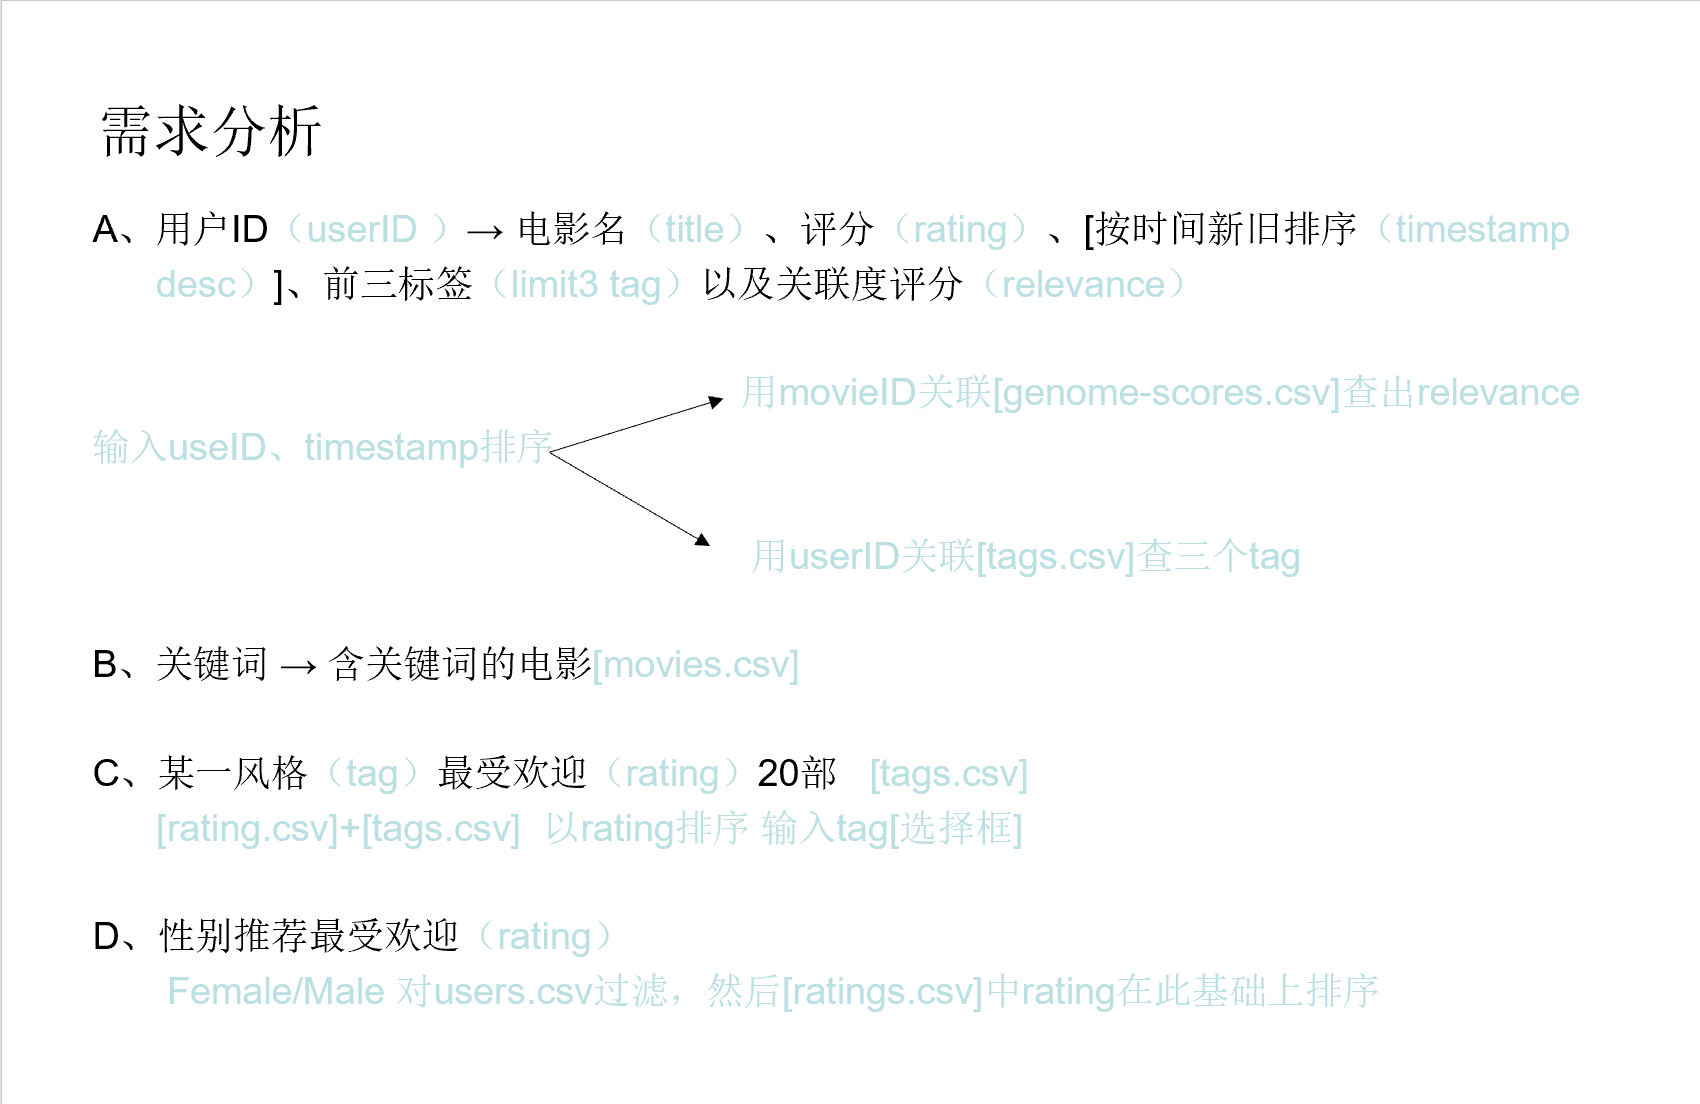 需求分析
A、用户ID（userID ）→ 电影名（title）、评分（rating）、[按时间新旧排序（timestamp
desc）]、前三标签（limit3 tag）以及关联度评分（relevance）
用movieID关联[genome-scores.csv]查出relevance
输入useID、timestamp排序
用userID关联[tags.csv]查三个tag
B、关键词 → 含关键词的电影[movies.csv]
C、某一风格（tag）最受欢迎（rating）20部 [tags.csv]
[rating.csv]+[tags.csv] 以rating排序 输入tag[选择框]
D、性别推荐最受欢迎（rating）
Female/Male 对users.csv过滤，然后[ratings.csv]中rating在此基础上排序